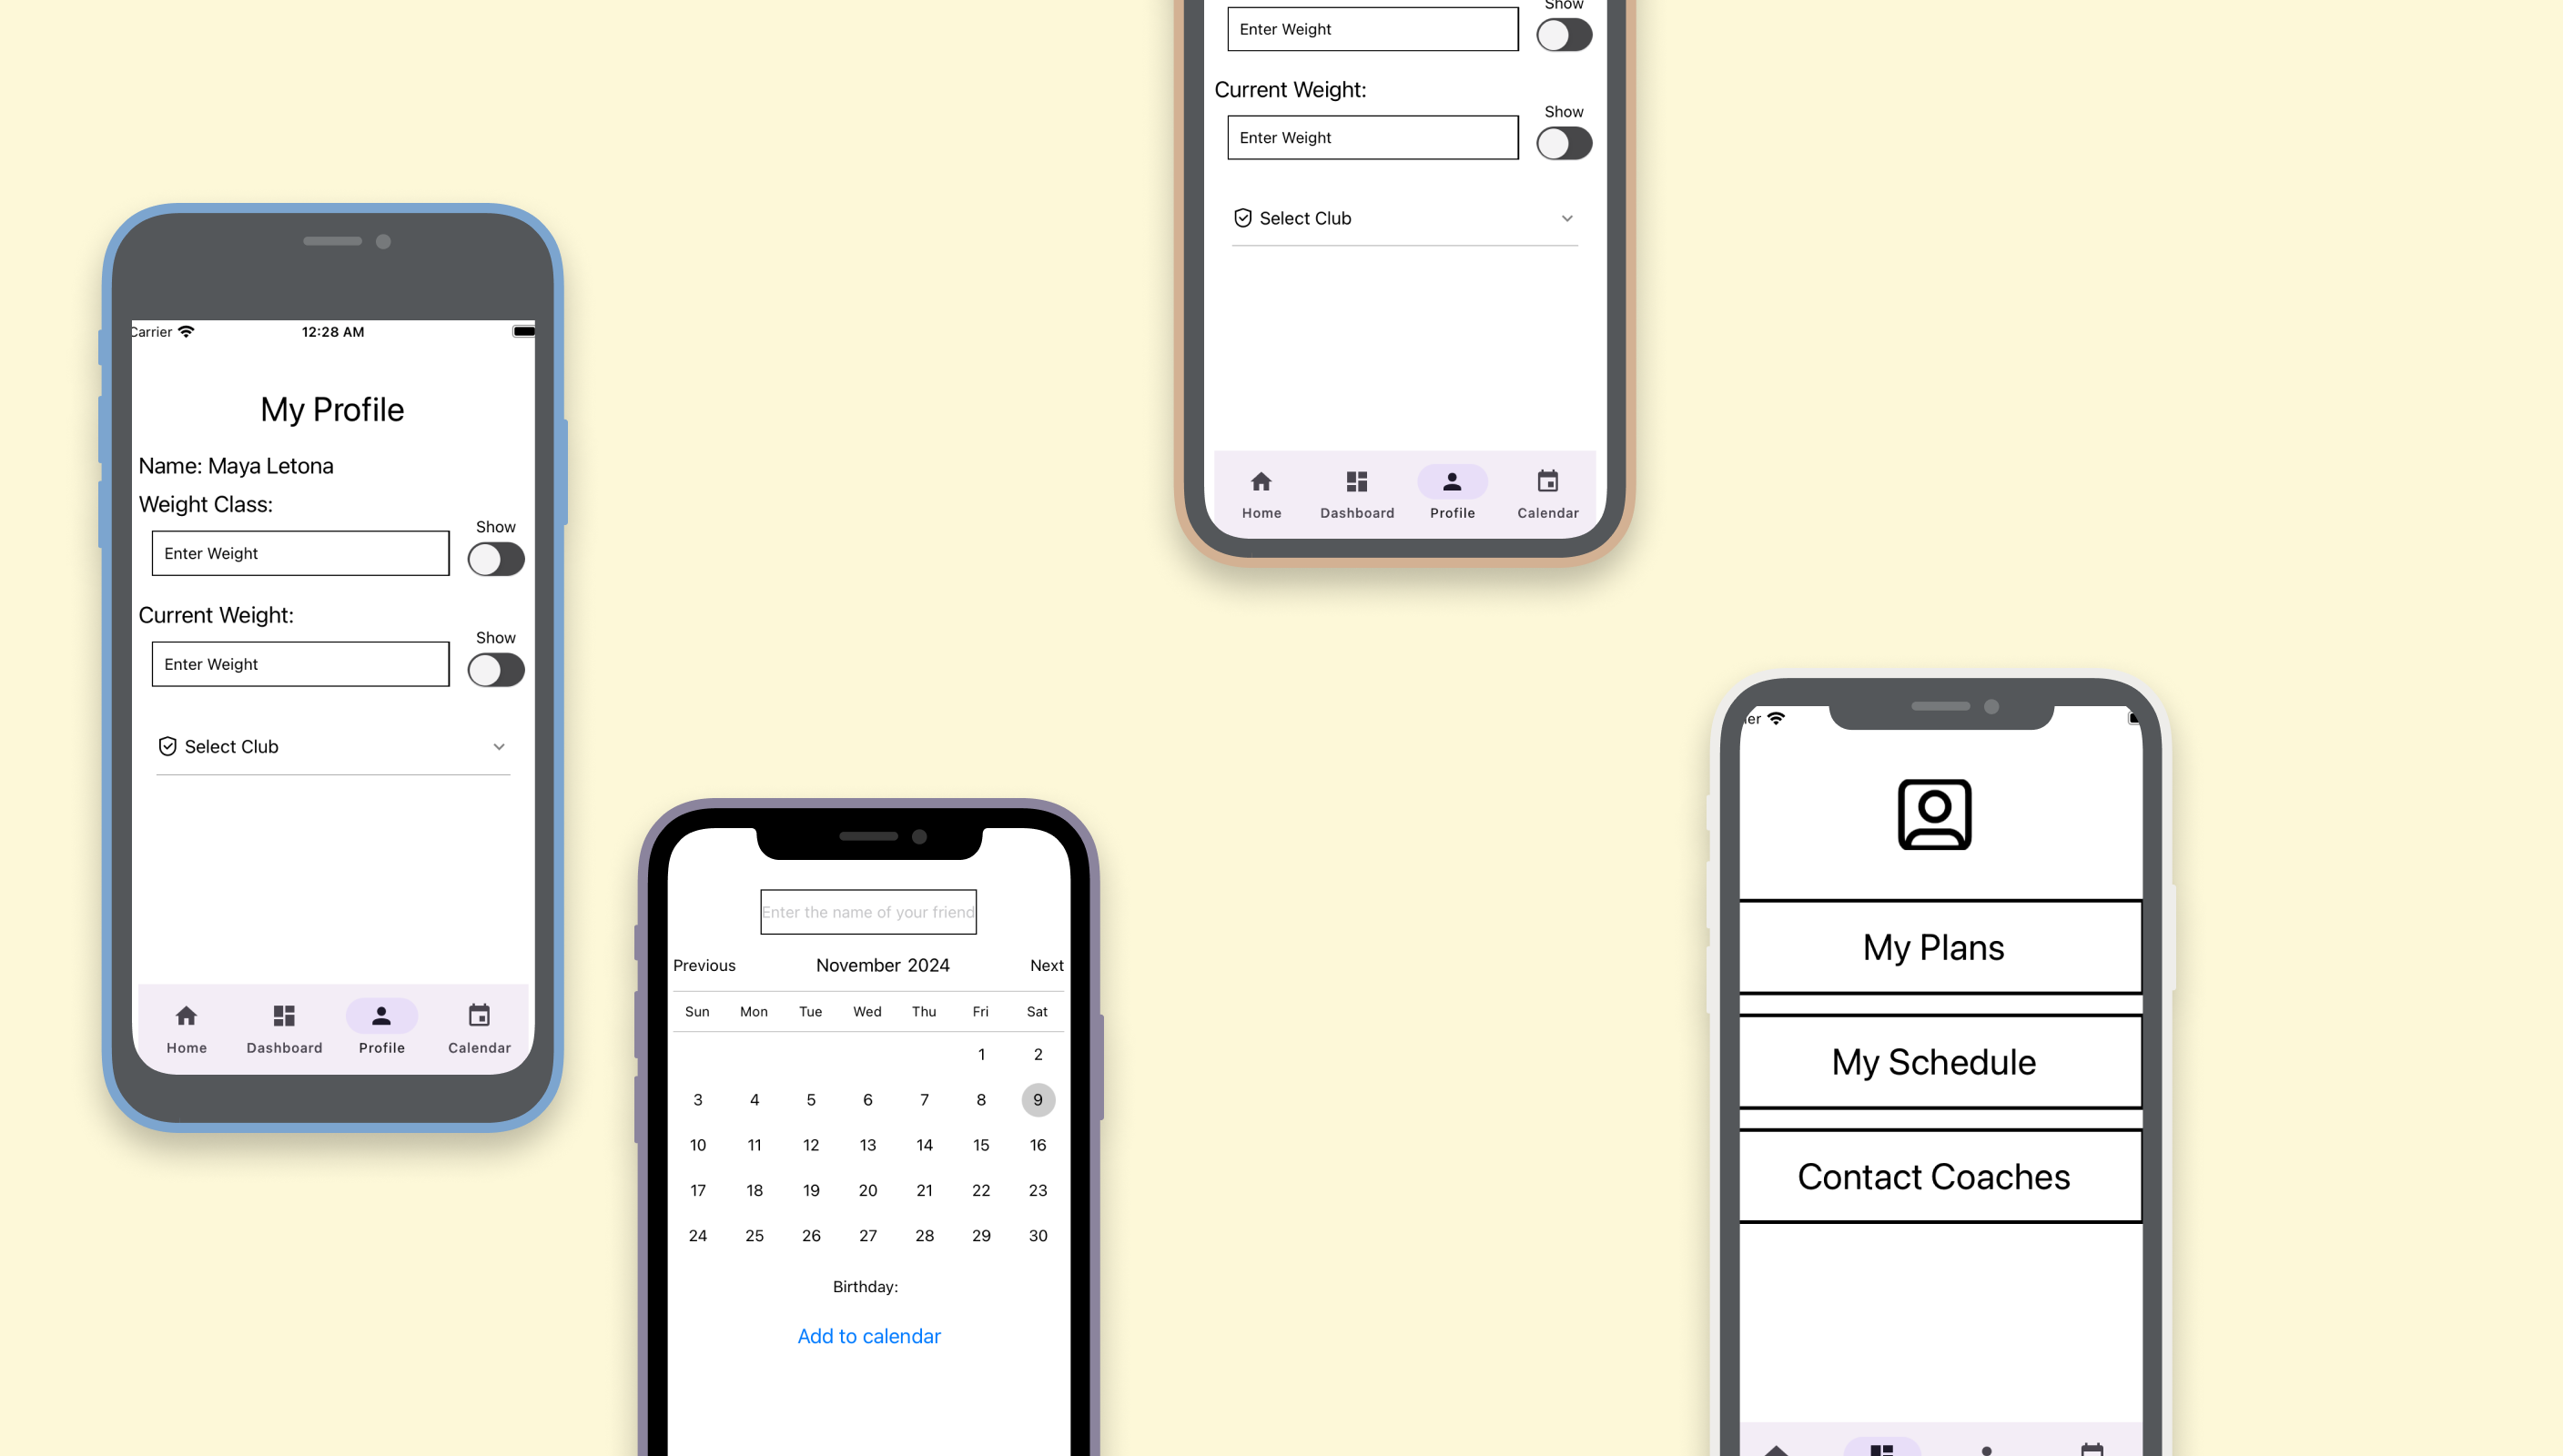 Carrier 12:28 AM
My Profile
Name: Maya Letona
Weight Class:
Show
Enter Weight
Current Weight:
Show
Enter Weight
Select Club
Home Dashboard Profile Calendar
Enter the name of your friend
Previous November 2024 Next
Sun Mon Tue Wed Thu Fri Sat
1 2
3 4 5 6 7 8 9
10 11 12 13 14 15 16
17 18 19 20 21 22 23
24 25 26 27 28 29 30
Birthday:
Add to calendar
Show
Enter Weight
Current Weight:
Show
Enter Weight
Select Club
Home Dashboard Profile Calendar
ier
My Plans
My Schedule
Contact Coaches